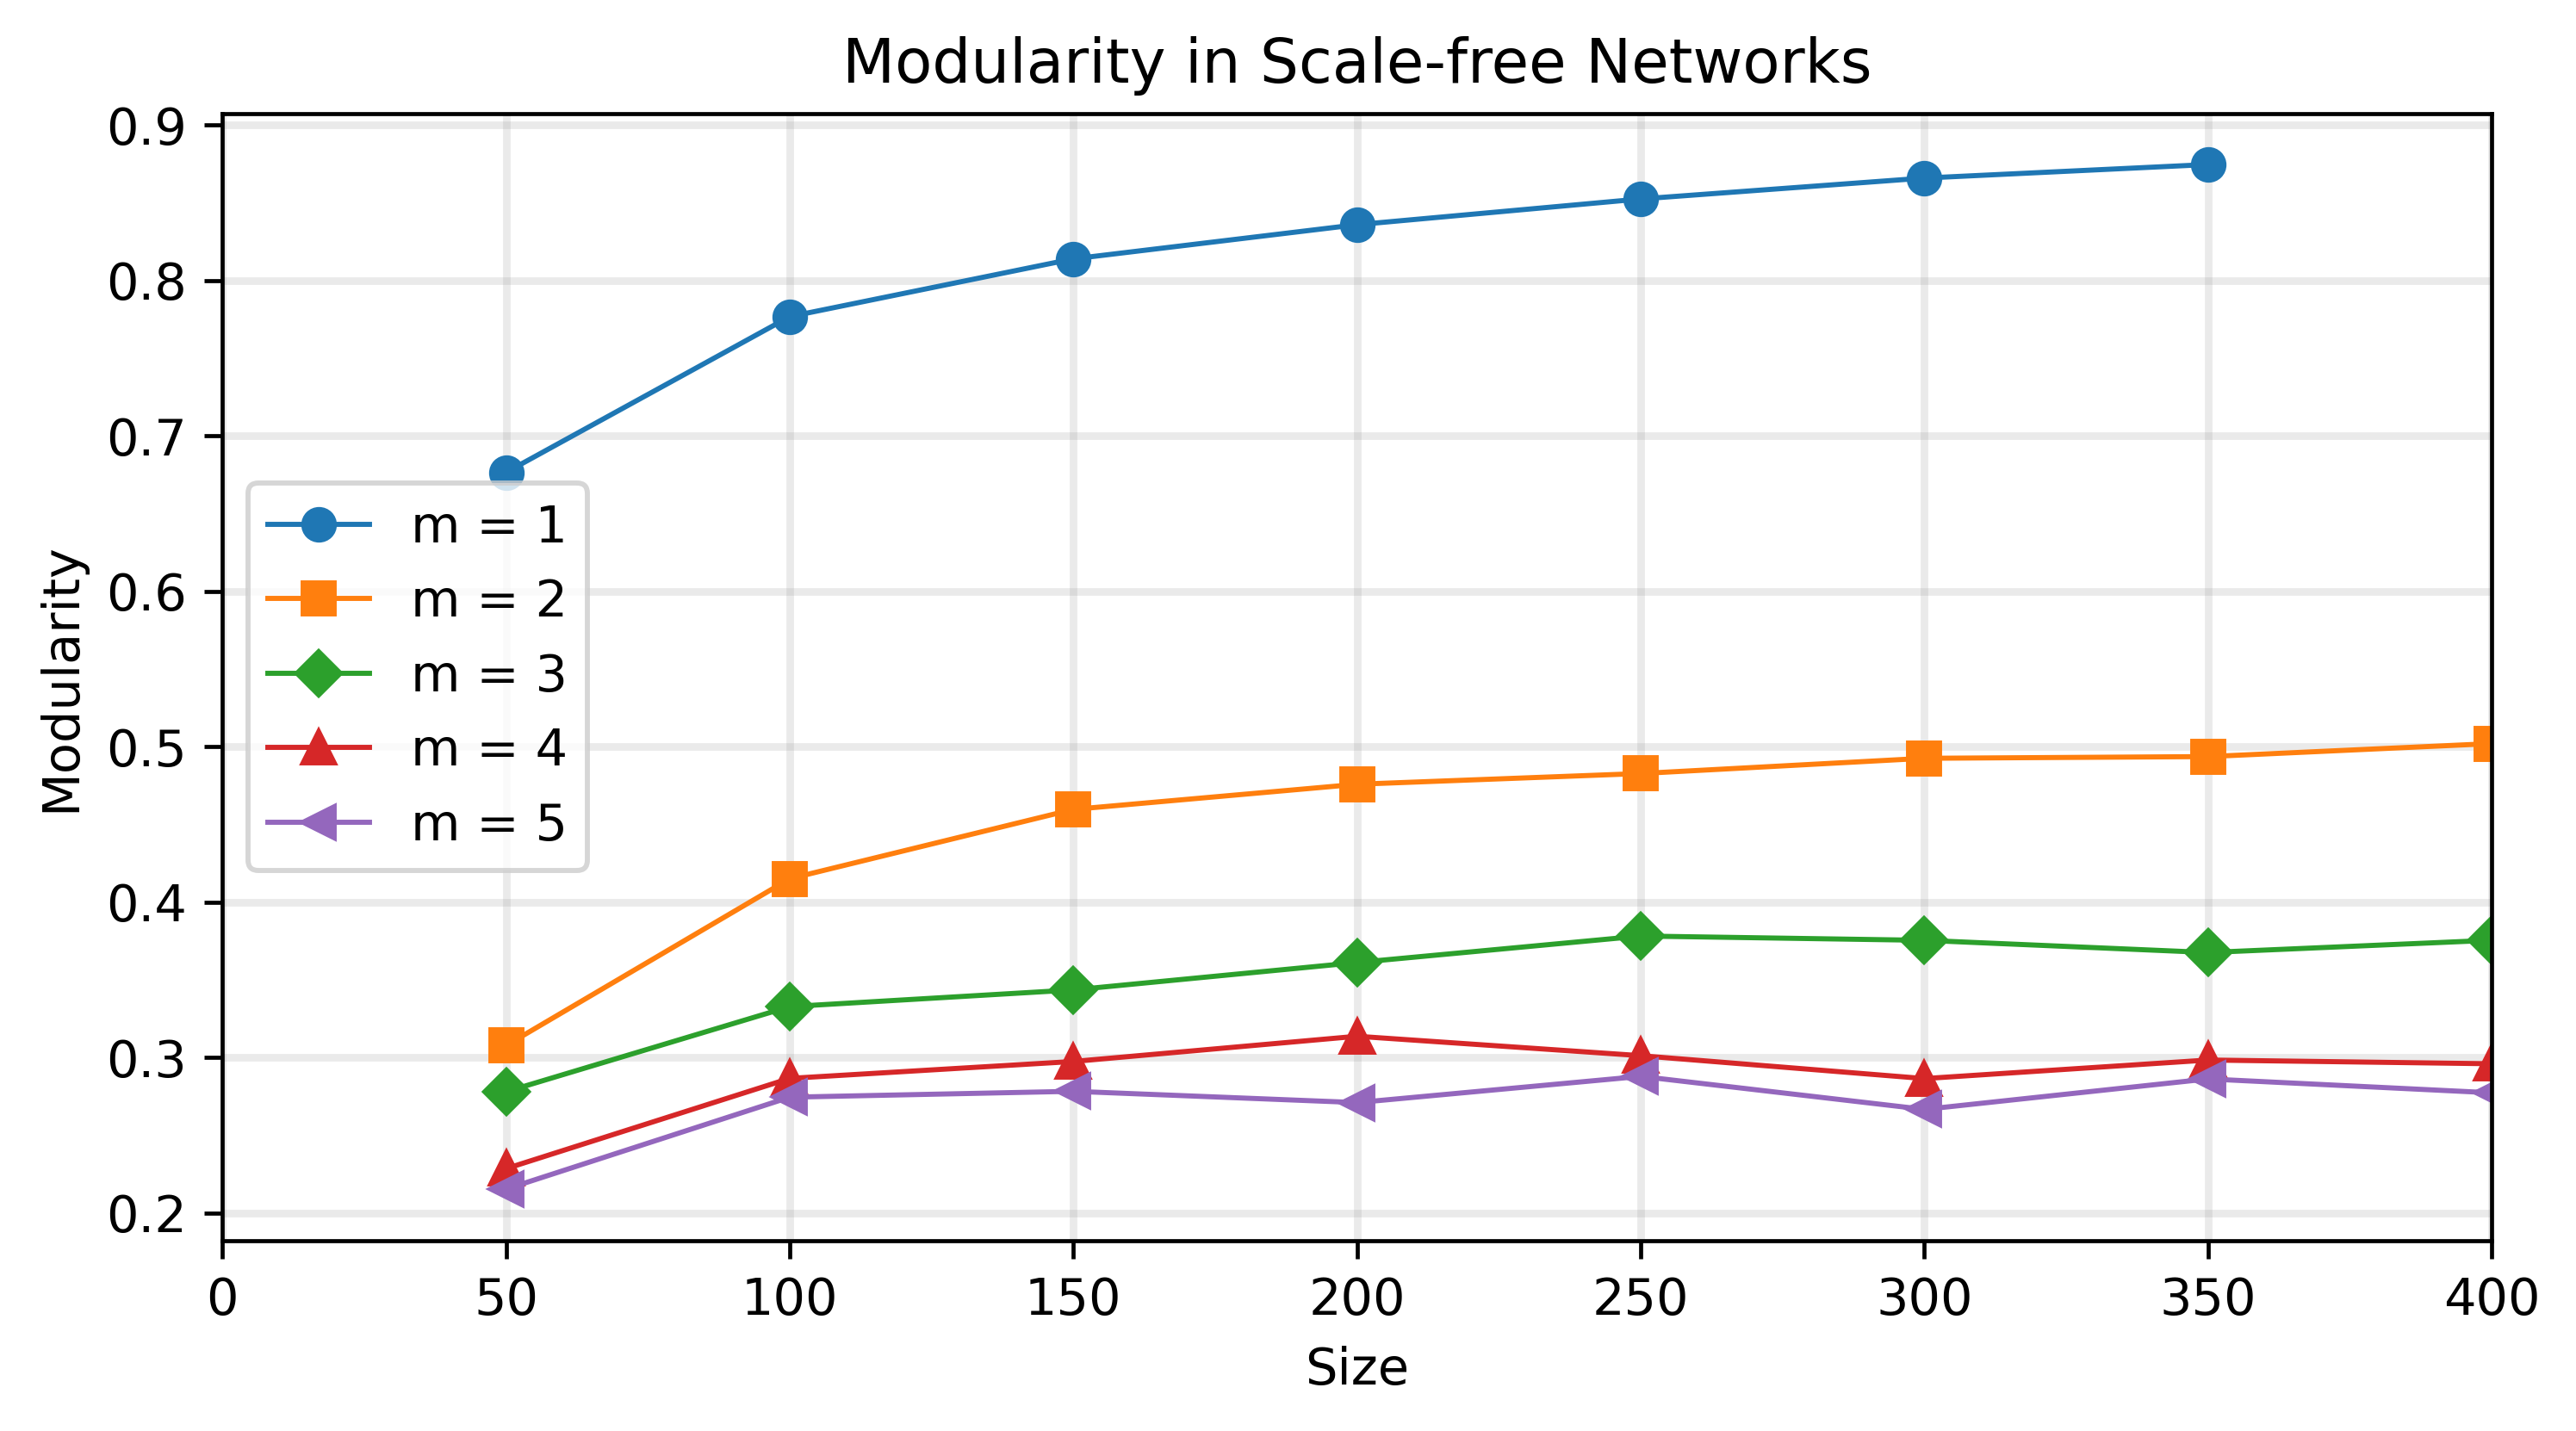 Modularity in Scale-free Networks
0.9
0.8
0.7
0.6
0.5
0.4
0.3
0.2
Modularity
m = 1
m = 2
m = 3
m = 4
m = 5
0 50 100 150 200 250 300 350 400
Size